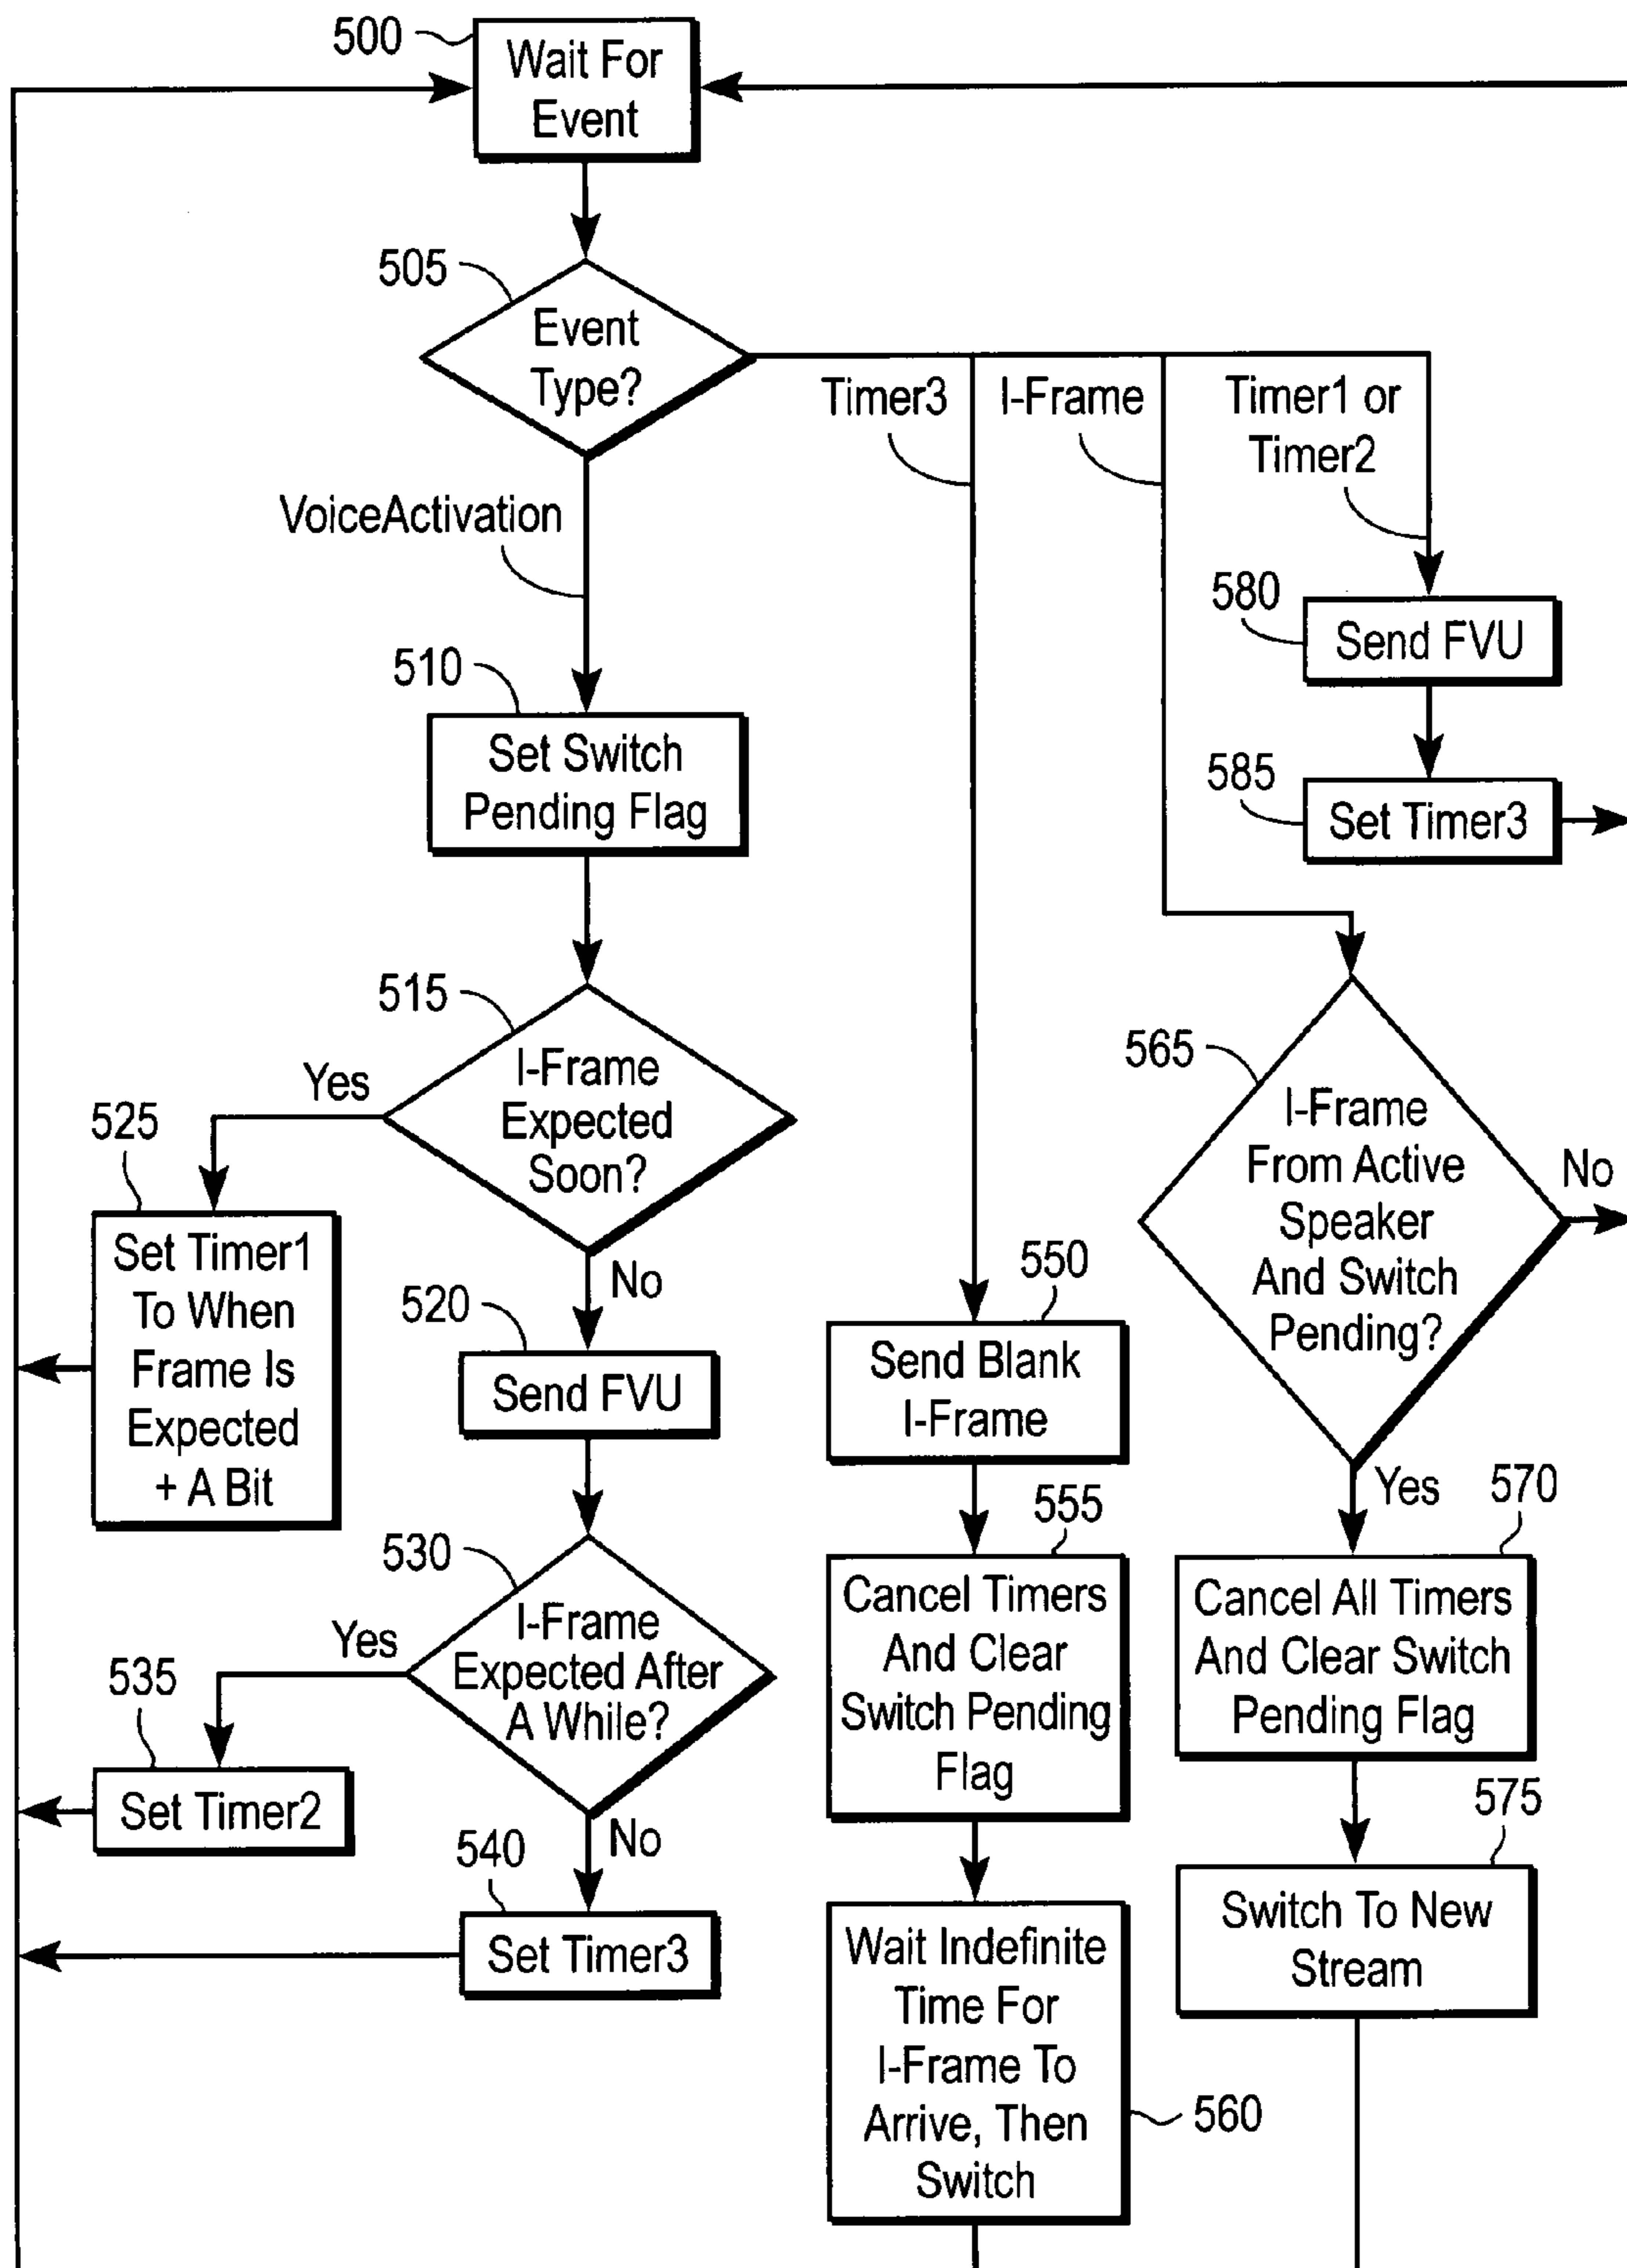 500
Wait For
Event
505
Event
Type?
Timer3
I-Frame
Timer1 or
Timer2
VoiceActivation
580
Send FVU
510
Set Switch
Pending Flag
585
Set Timer3
515
I-Frame
Expected
Soon?
Yes
No
525
Set Timer1
To When
Frame Is
Expected
+ A Bit
520
Send FVU
530
I-Frame
Expected After
A While?
Yes
No
535
Set Timer2
540
Set Timer3
550
Send Blank
I-Frame
555
Cancel Timers
And Clear
Switch Pending
Flag
Wait Indefinite
Time For
I-Frame To
Arrive, Then
Switch
560
565
I-Frame
From Active
Speaker
And Switch
Pending?
No
Yes
570
Cancel All Timers
And Clear Switch
Pending Flag
575
Switch To New
Stream